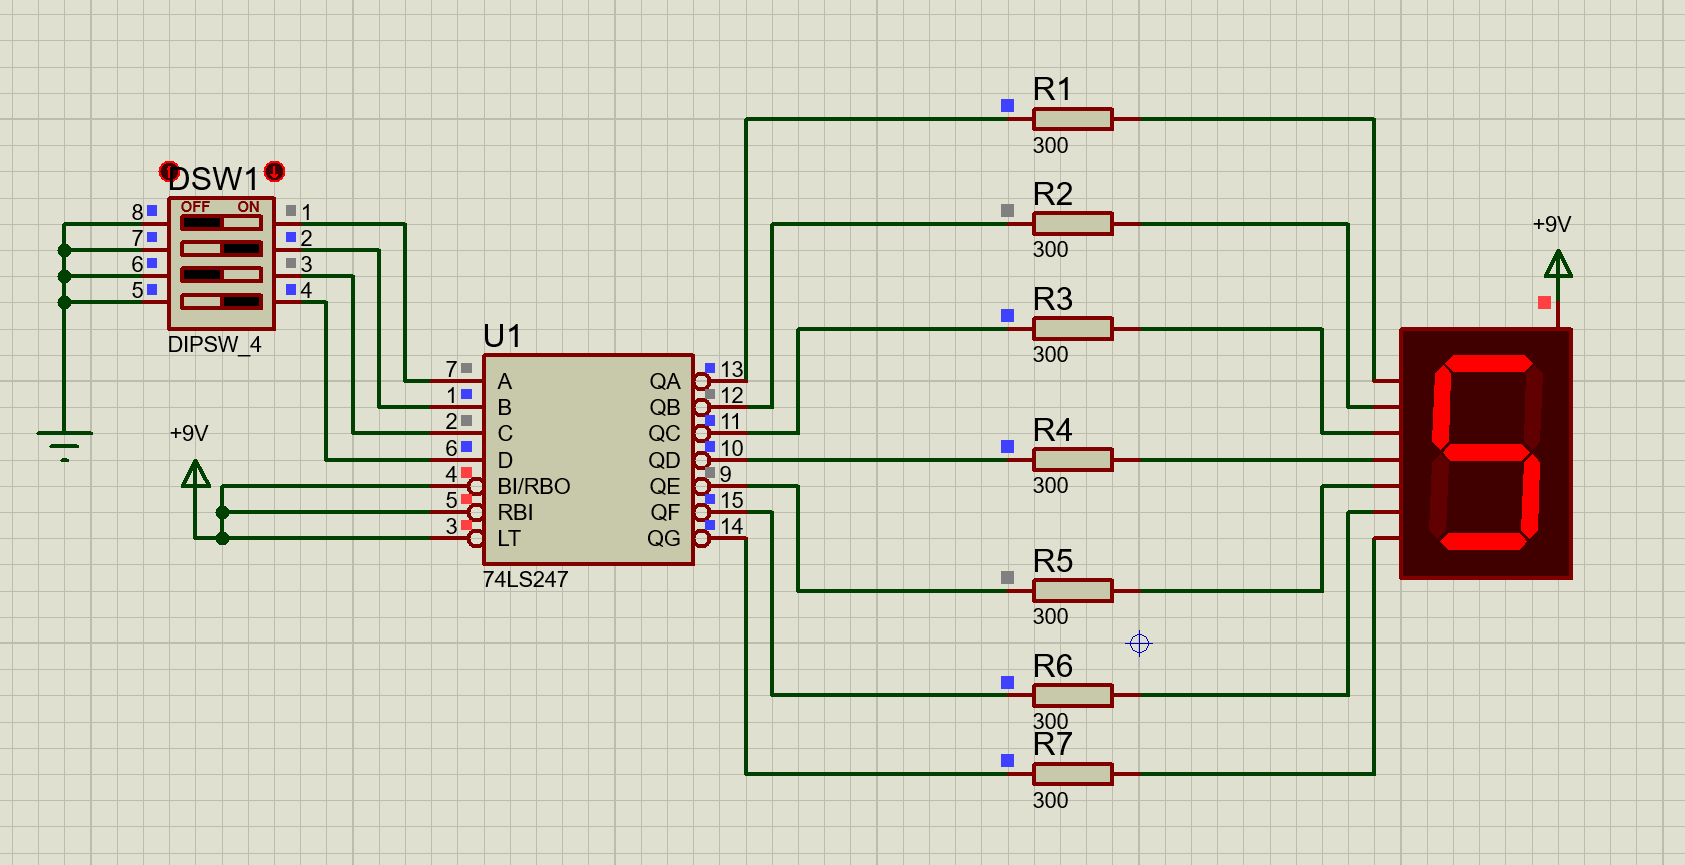 R1
300
DSW1
OFF ON
8 1
7 2
6 3
5 4
DIPSW_4
R2
300
+9V
R3
300
U1
7 A QA 13
1 B QB 12
2 C QC 11
6 D QD 10
4 BI/RBO QE 9
5 RBI QF 15
3 LT QG 14
74LS247
+9V
R4
300
5
R5
300
R6
300
R7
300